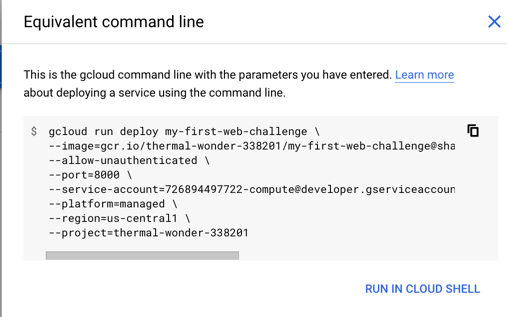 Equivalent command line
This is the gcloud command line with the parameters you have entered. Learn more
about deploying a service using the command line.
$ gcloud run deploy my-first-web-challenge \
--image=gcr.io/thermal-wonder-338201/my-first-web-challenge@sha
--allow-unauthenticated \
--port=8000 \
--service-account=726894497722-compute@developer.gserviceaccoun
--platform=managed \
--region=us-central1 \
--project=thermal-wonder-338201
RUN IN CLOUD SHELL